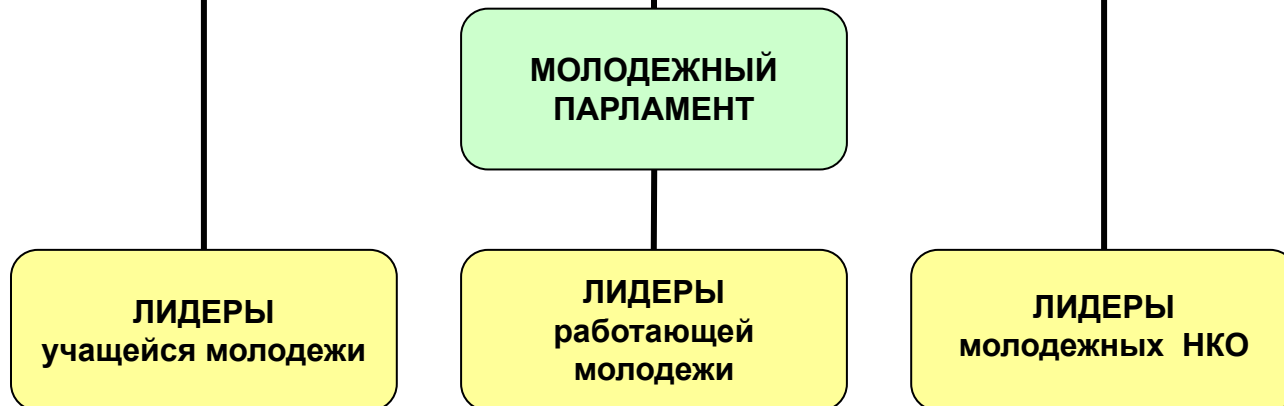 МОЛОДЕЖНЫЙ
ПАРЛАМЕНТ
ЛИДЕРЫ
учащейся молодежи
ЛИДЕРЫ
работающей
молодежи
ЛИДЕРЫ
молодежных НКО